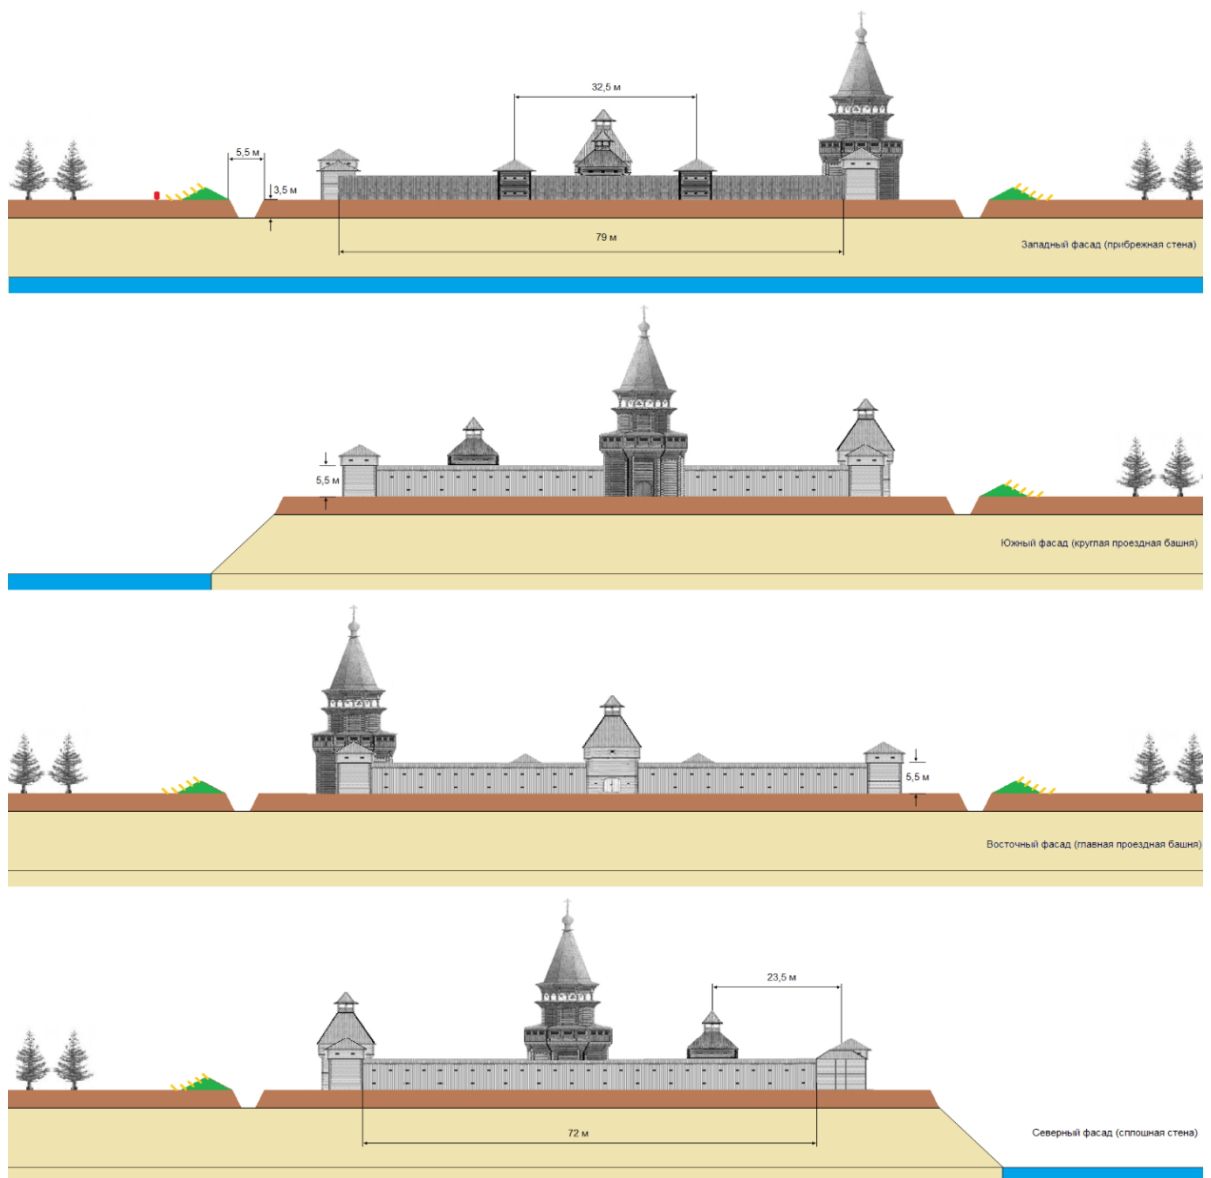 32,5 м
5,5 м
3,5 м
79 м
Западный фасад (прибрежная стена)
5,5 м
Южный фасад (круглая проездная башня)
5,5 м
Восточный фасад (главная проездная башня)
23,5 м
72 м
Северный фасад (сплошная стена)